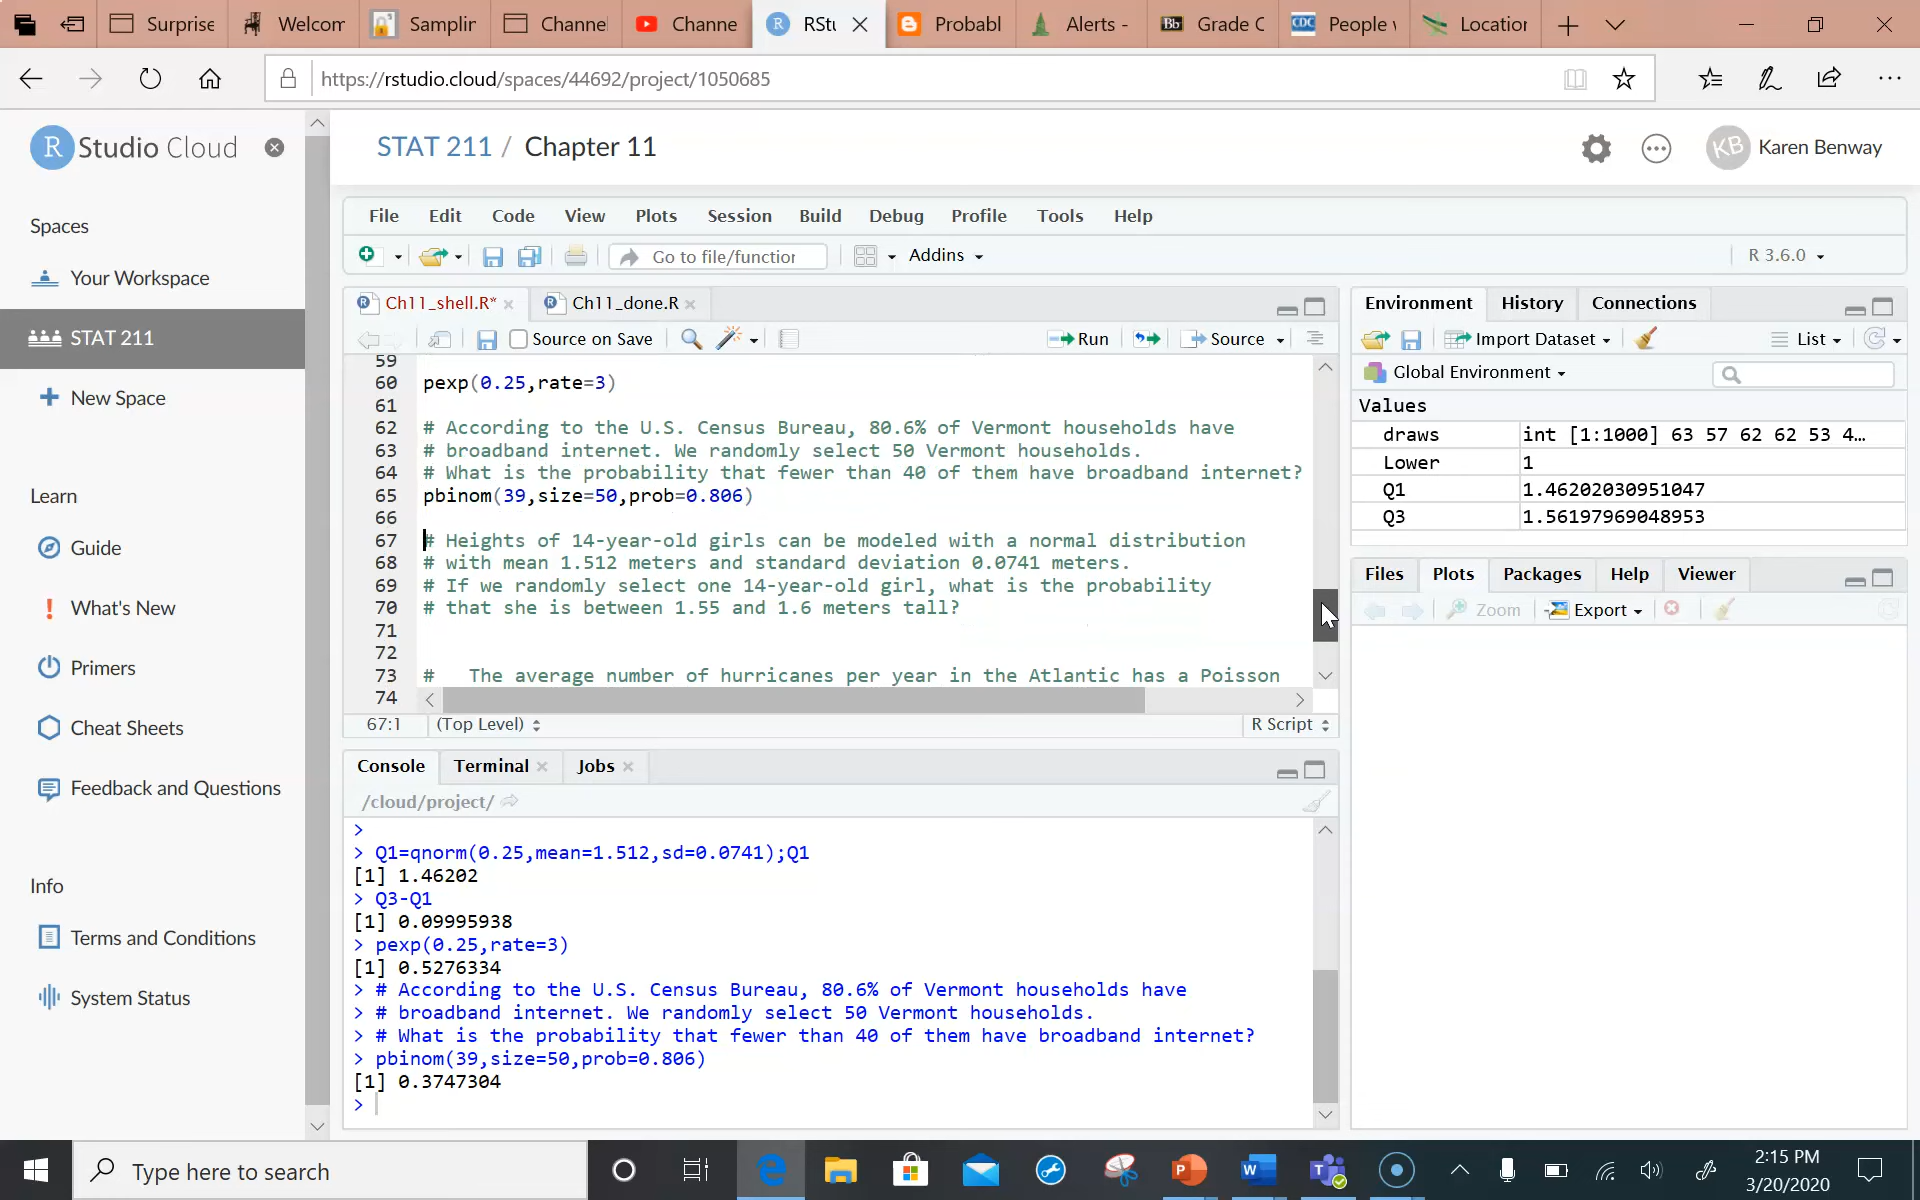 Surprise
Welcom
Samplin
Channel
Channe
RStu
Probabl
Alerts -
Bb Grade C
CDC People v
Location
https://rstudio.cloud/spaces/44692/project/1050685
R Studio Cloud
STAT 211 / Chapter 11
KB Karen Benway
Spaces
Your Workspace
STAT 211
New Space
Learn
Guide
What's New
Primers
Cheat Sheets
Feedback and Questions
Info
Terms and Conditions
System Status
File Edit Code View Plots Session Build Debug Profile Tools Help
Go to file/function Addins R 3.6.0
Ch11_shell.R* Ch11_done.R
Source on Save Run Source
59
60 pexp(0.25,rate=3)
61
62 # According to the U.S. Census Bureau, 80.6% of Vermont households have
63 # broadband internet. We randomly select 50 Vermont households.
64 # What is the probability that fewer than 40 of them have broadband internet?
65 pbinom(39,size=50,prob=0.806)
66
67 # Heights of 14-year-old girls can be modeled with a normal distribution
68 # with mean 1.512 meters and standard deviation 0.0741 meters.
69 # If we randomly select one 14-year-old girl, what is the probability
70 # that she is between 1.55 and 1.6 meters tall?
71
72
73 #   The average number of hurricanes per year in the Atlantic has a Poisson
74
67:1 (Top Level) R Script
Console Terminal Jobs
/cloud/project/
>
> Q1=qnorm(0.25,mean=1.512,sd=0.0741);Q1
[1] 1.46202
> Q3-Q1
[1] 0.09995938
> pexp(0.25,rate=3)
[1] 0.5276334
> # According to the U.S. Census Bureau, 80.6% of Vermont households have
> # broadband internet. We randomly select 50 Vermont households.
> # What is the probability that fewer than 40 of them have broadband internet?
> pbinom(39,size=50,prob=0.806)
[1] 0.3747304
>
Environment History Connections
Import Dataset List
Global Environment
Values
draws int [1:1000] 63 57 62 62 53 4…
Lower 1
Q1 1.46202030951047
Q3 1.56197969048953
Files Plots Packages Help Viewer
Zoom Export
Type here to search
2:15 PM
3/20/2020